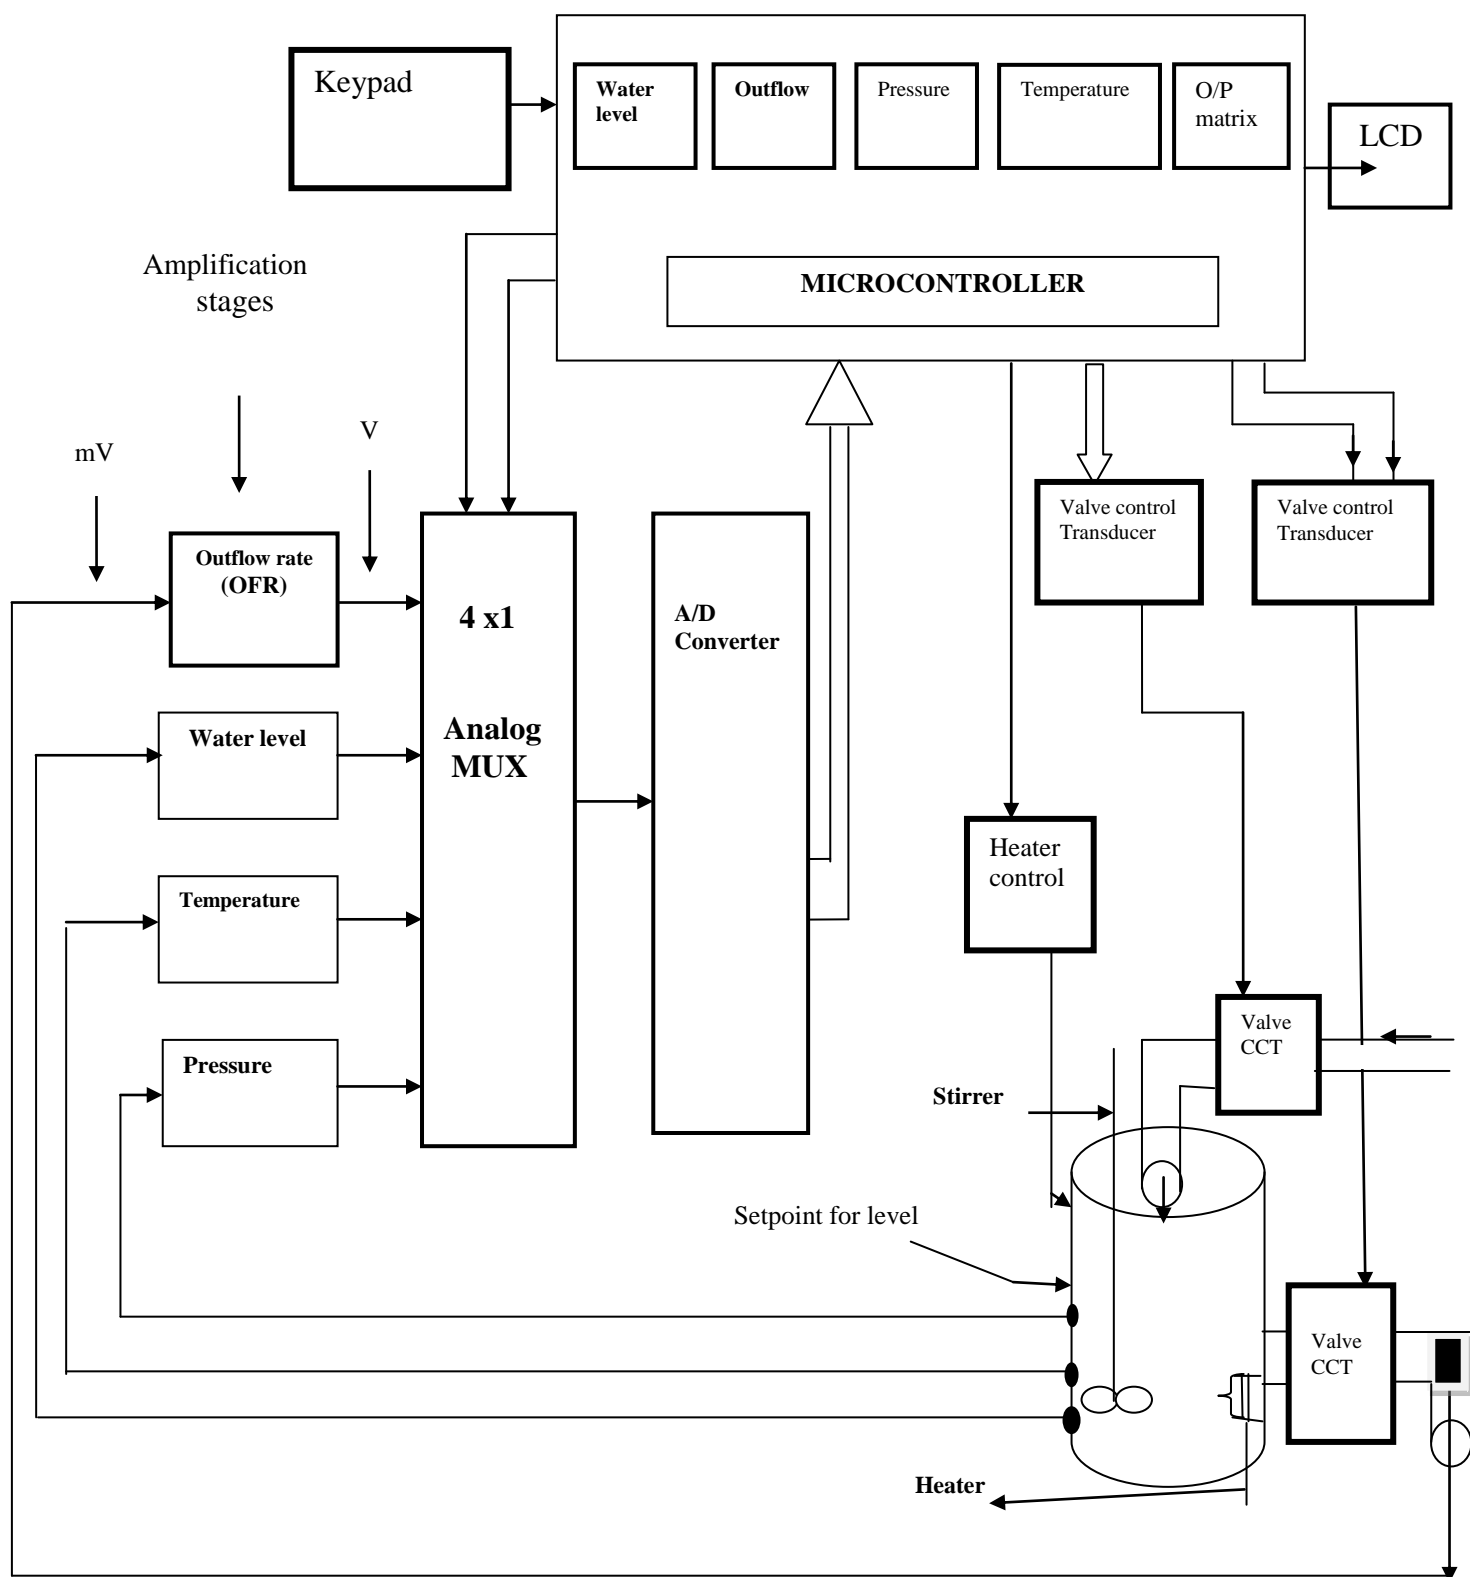 Keypad
Water
level
Outflow
Pressure
Temperature
O/P
matrix
LCD
MICROCONTROLLER
Amplification
stages
mV
V
Outflow rate
(OFR)
Water level
Temperature
Pressure
4 x1
Analog
MUX
A/D
Converter
Valve control
Transducer
Valve control
Transducer
Heater
control
Valve
CCT
Stirrer
Setpoint for level
Valve
CCT
Heater